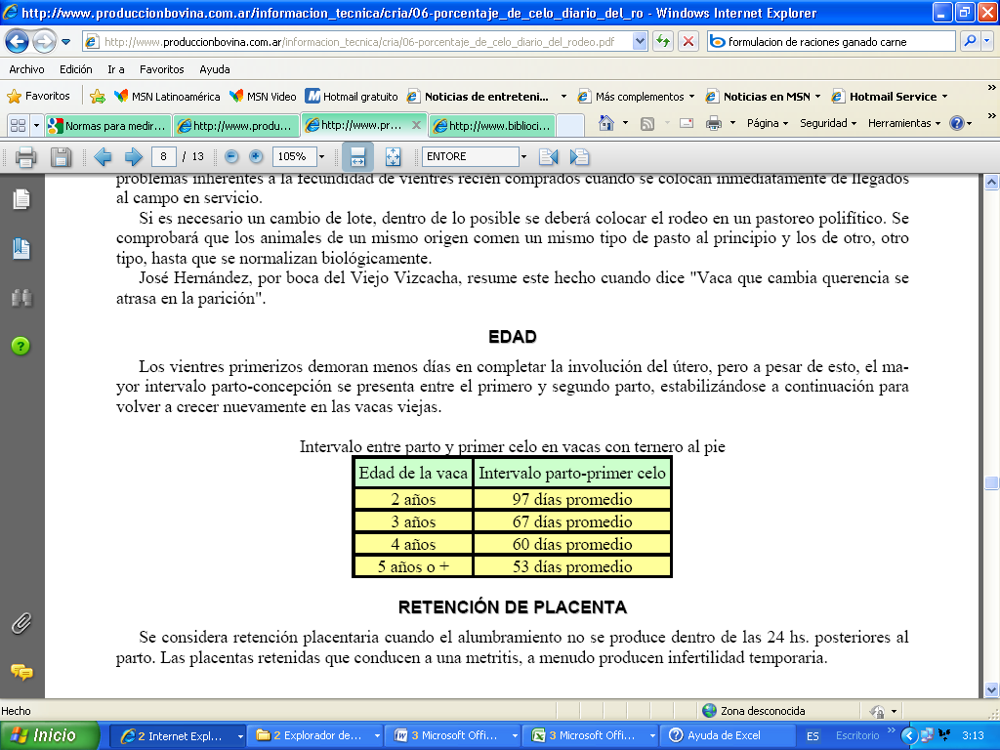 http://www.produccionbovina.com.ar/informacion_tecnica/cria/06-porcentaje_de_celo_diario_del_ro - Windows Internet Explorer
http://www.produccionbovina.com.ar/informacion_tecnica/cria/06-porcentaje_de_celo_diario_del_rodeo.pdf
formulacion de raciones ganado carne
Archivo Edición Ir a Favoritos Ayuda
Favoritos MSN Latinoamérica MSN Video Hotmail gratuito Noticias de entreteni... Más complementos Noticias en MSN Hotmail Service »
Normas para medir... http://www.produ... http://www.pr... X http://www.biblioci... Página Seguridad Herramientas »
8 / 13 105% ENTORE
problemas inherentes a la fecundidad de vientres recién comprados cuando se colocan inmediatamente de llegados
al campo en servicio.
Si es necesario un cambio de lote, dentro de lo posible se deberá colocar el rodeo en un pastoreo polifítico. Se
comprobará que los animales de un mismo origen comen un mismo tipo de pasto al principio y los de otro, otro
tipo, hasta que se normalizan biológicamente.
José Hernández, por boca del Viejo Vizcacha, resume este hecho cuando dice "Vaca que cambia querencia se
atrasa en la parición".
EDAD
Los vientres primerizos demoran menos días en completar la involución del útero, pero a pesar de esto, el ma-
yor intervalo parto-concepción se presenta entre el primero y segundo parto, estabilizándose a continuación para
volver a crecer nuevamente en las vacas viejas.
Intervalo entre parto y primer celo en vacas con ternero al pie
Edad de la vaca Intervalo parto-primer celo
2 años 97 días promedio
3 años 67 días promedio
4 años 60 días promedio
5 años o + 53 días promedio
RETENCIÓN DE PLACENTA
Se considera retención placentaria cuando el alumbramiento no se produce dentro de las 24 hs. posteriores al
parto. Las placentas retenidas que conducen a una metritis, a menudo producen infertilidad temporaria.
Hecho Zona desconocida
Inicio 2 Internet Expl... 2 Explorador de... 3 Microsoft Offi... 3 Microsoft Offi... Ayuda de Excel ES Escritorio » 3:13